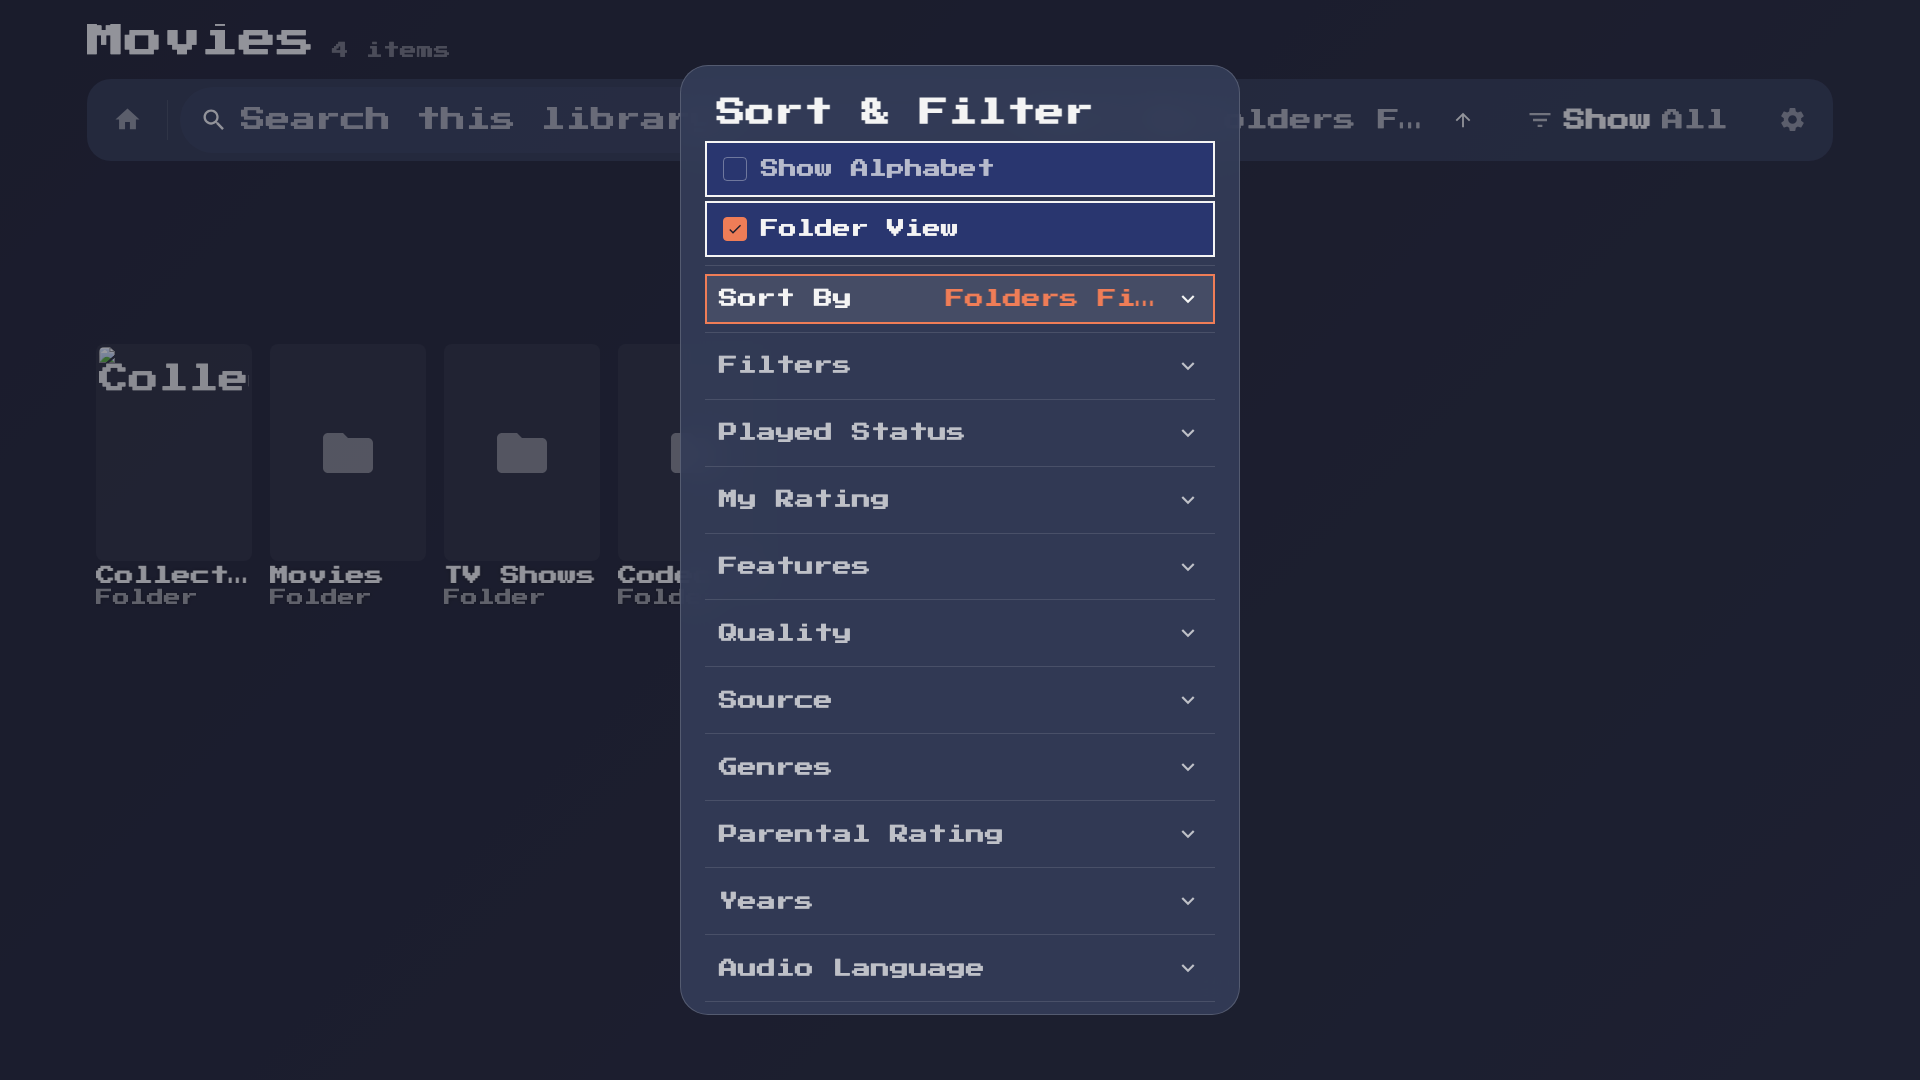 Movies 4 items
Search this librar
olders F... Show All
Sort & Filter
Show Alphabet
Folder View
Sort By Folders Fi...
Filters
Played Status
My Rating
Features
Quality
Source
Genres
Parental Rating
Years
Audio Language
Colle
Collect... Movies TV Shows Code
Folder Folder Folder Fold